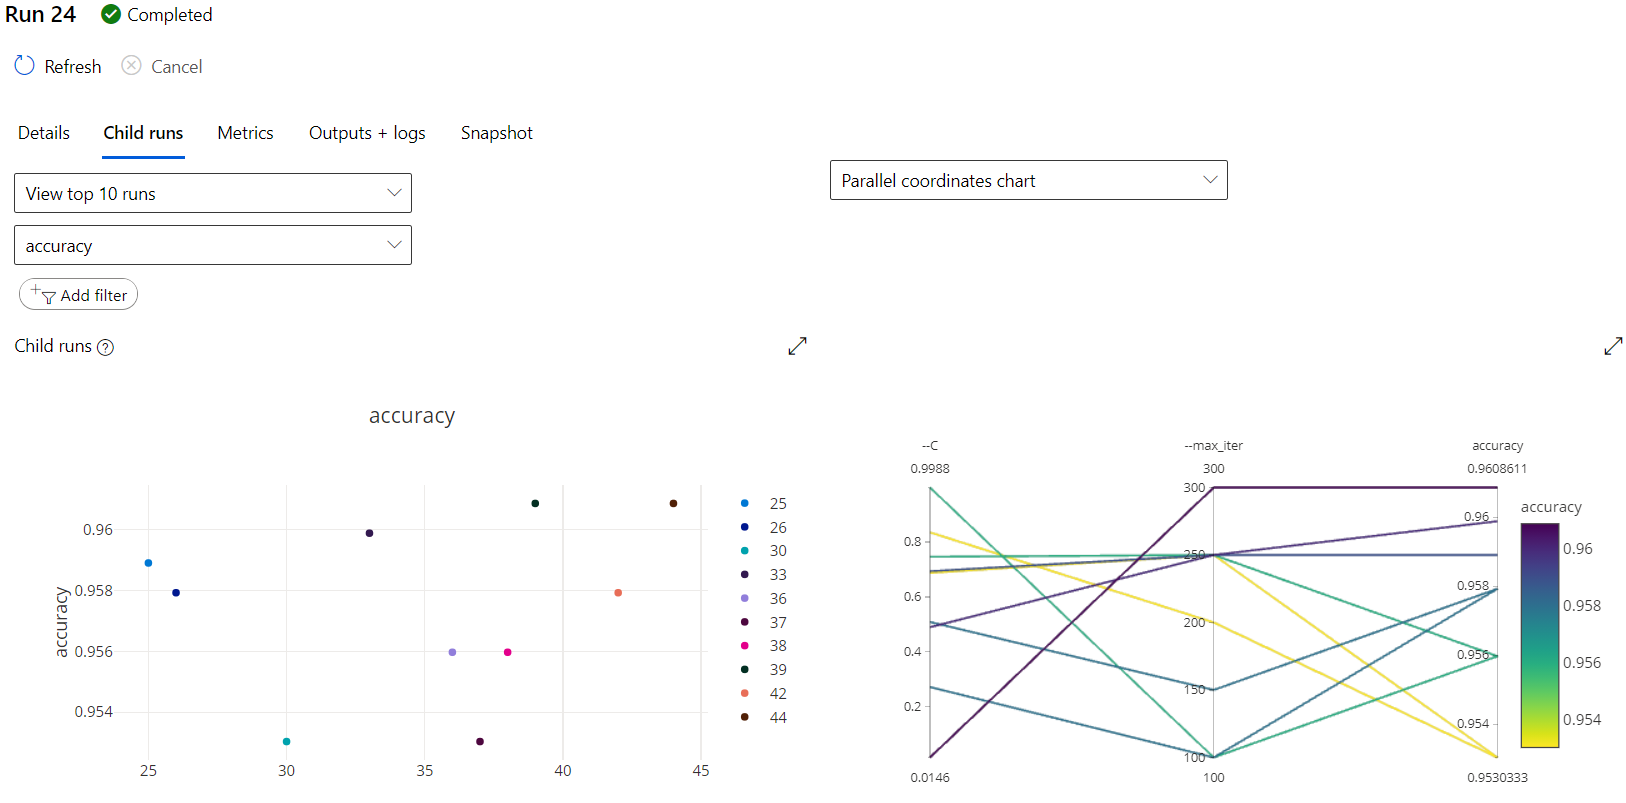 Run 24 Completed
Refresh Cancel
Details Child runs Metrics Outputs + logs Snapshot
View top 10 runs
Parallel coordinates chart
accuracy
Add filter
Child runs
accuracy
accuracy
0.96
0.958
0.956
0.954
25 30 35 40 45
25
26
30
33
36
37
38
39
42
44
--C --max_iter accuracy
0.9988 300 0.9608611
0.8
0.6
0.4
0.2
300
250
200
150
100
0.96
0.958
0.956
0.954
0.0146 100 0.9530333
accuracy
0.96
0.958
0.956
0.954